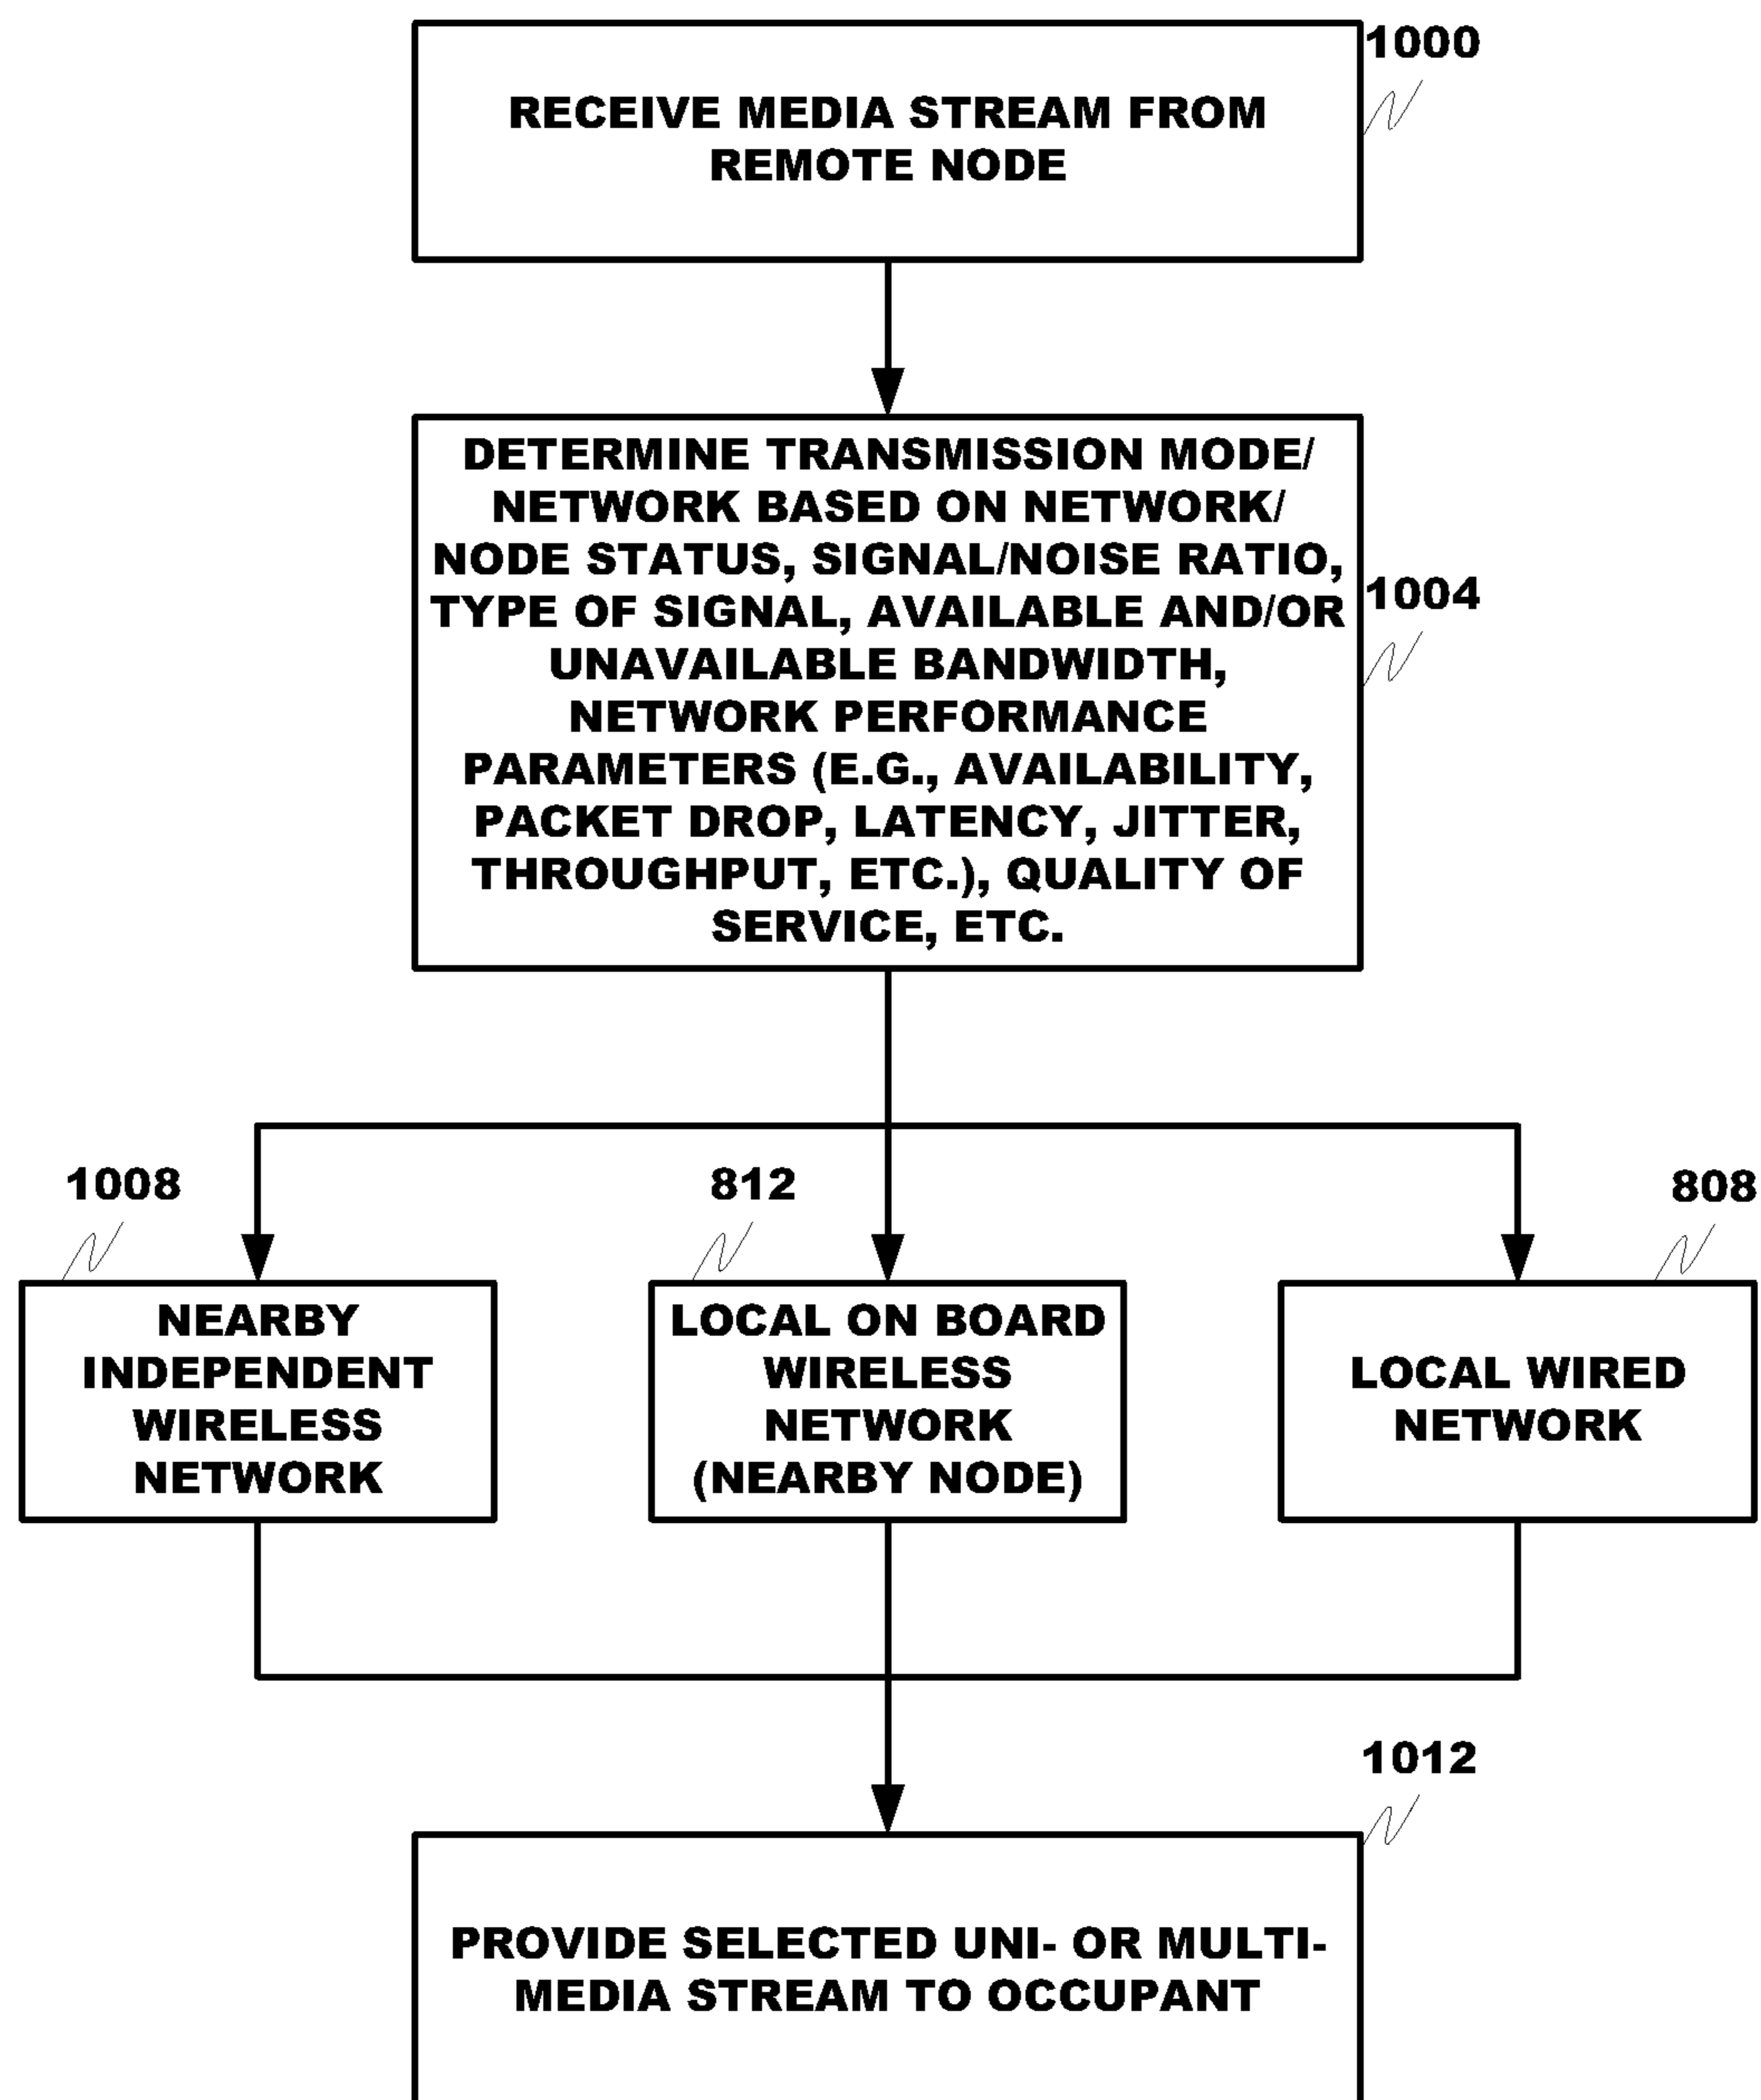 1000
RECEIVE MEDIA STREAM FROM
REMOTE NODE
DETERMINE TRANSMISSION MODE/
NETWORK BASED ON NETWORK/
NODE STATUS, SIGNAL/NOISE RATIO,
TYPE OF SIGNAL, AVAILABLE AND/OR
UNAVAILABLE BANDWIDTH,
NETWORK PERFORMANCE
PARAMETERS (E.G., AVAILABILITY,
PACKET DROP, LATENCY, JITTER,
THROUGHPUT, ETC.), QUALITY OF
SERVICE, ETC.
1004
1008
NEARBY
INDEPENDENT
WIRELESS
NETWORK
812
LOCAL ON BOARD
WIRELESS
NETWORK
(NEARBY NODE)
808
LOCAL WIRED
NETWORK
1012
PROVIDE SELECTED UNI- OR MULTI-
MEDIA STREAM TO OCCUPANT